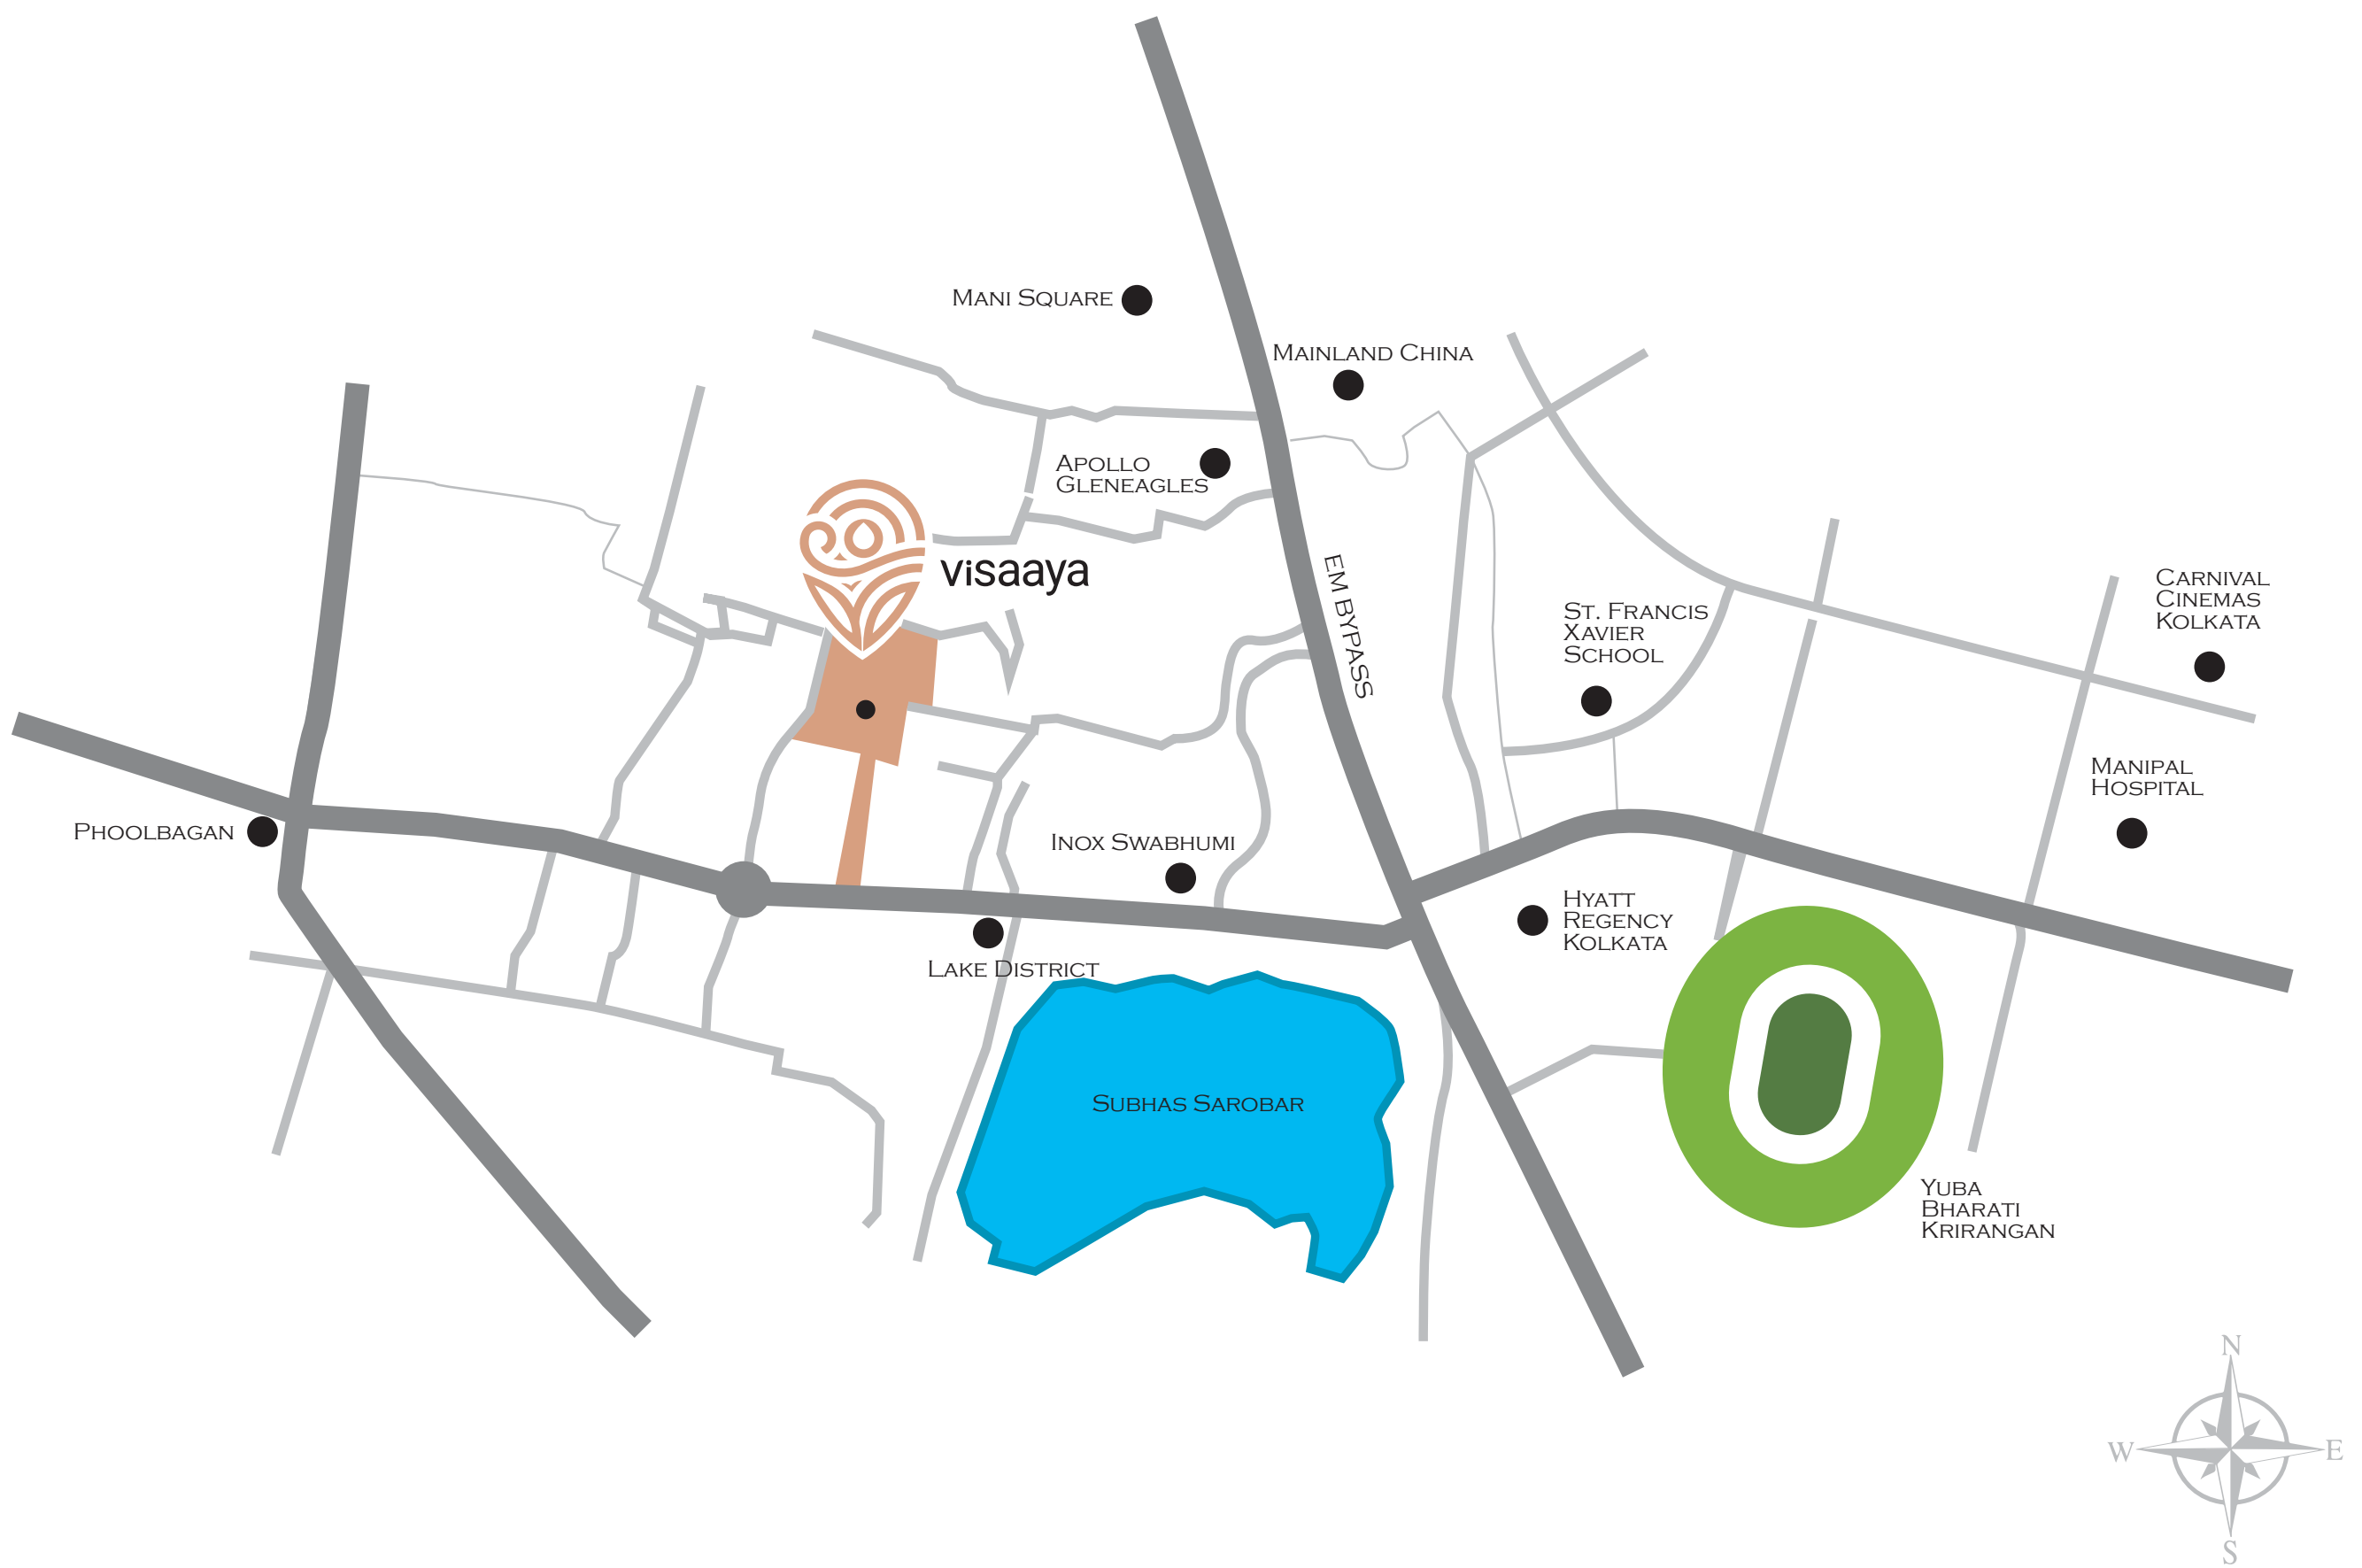 Mani Square
Mainland China
Apollo
Gleneagles
visaaya
EM Bypass
Carnival
Cinemas
Kolkata
St. Francis
Xavier
School
Manipal
Hospital
Phoolbagan
Inox Swabhumi
Hyatt
Regency
Kolkata
Lake District
Subhas Sarobar
Yuba
Bharati
Krirangan
N
W
E
S